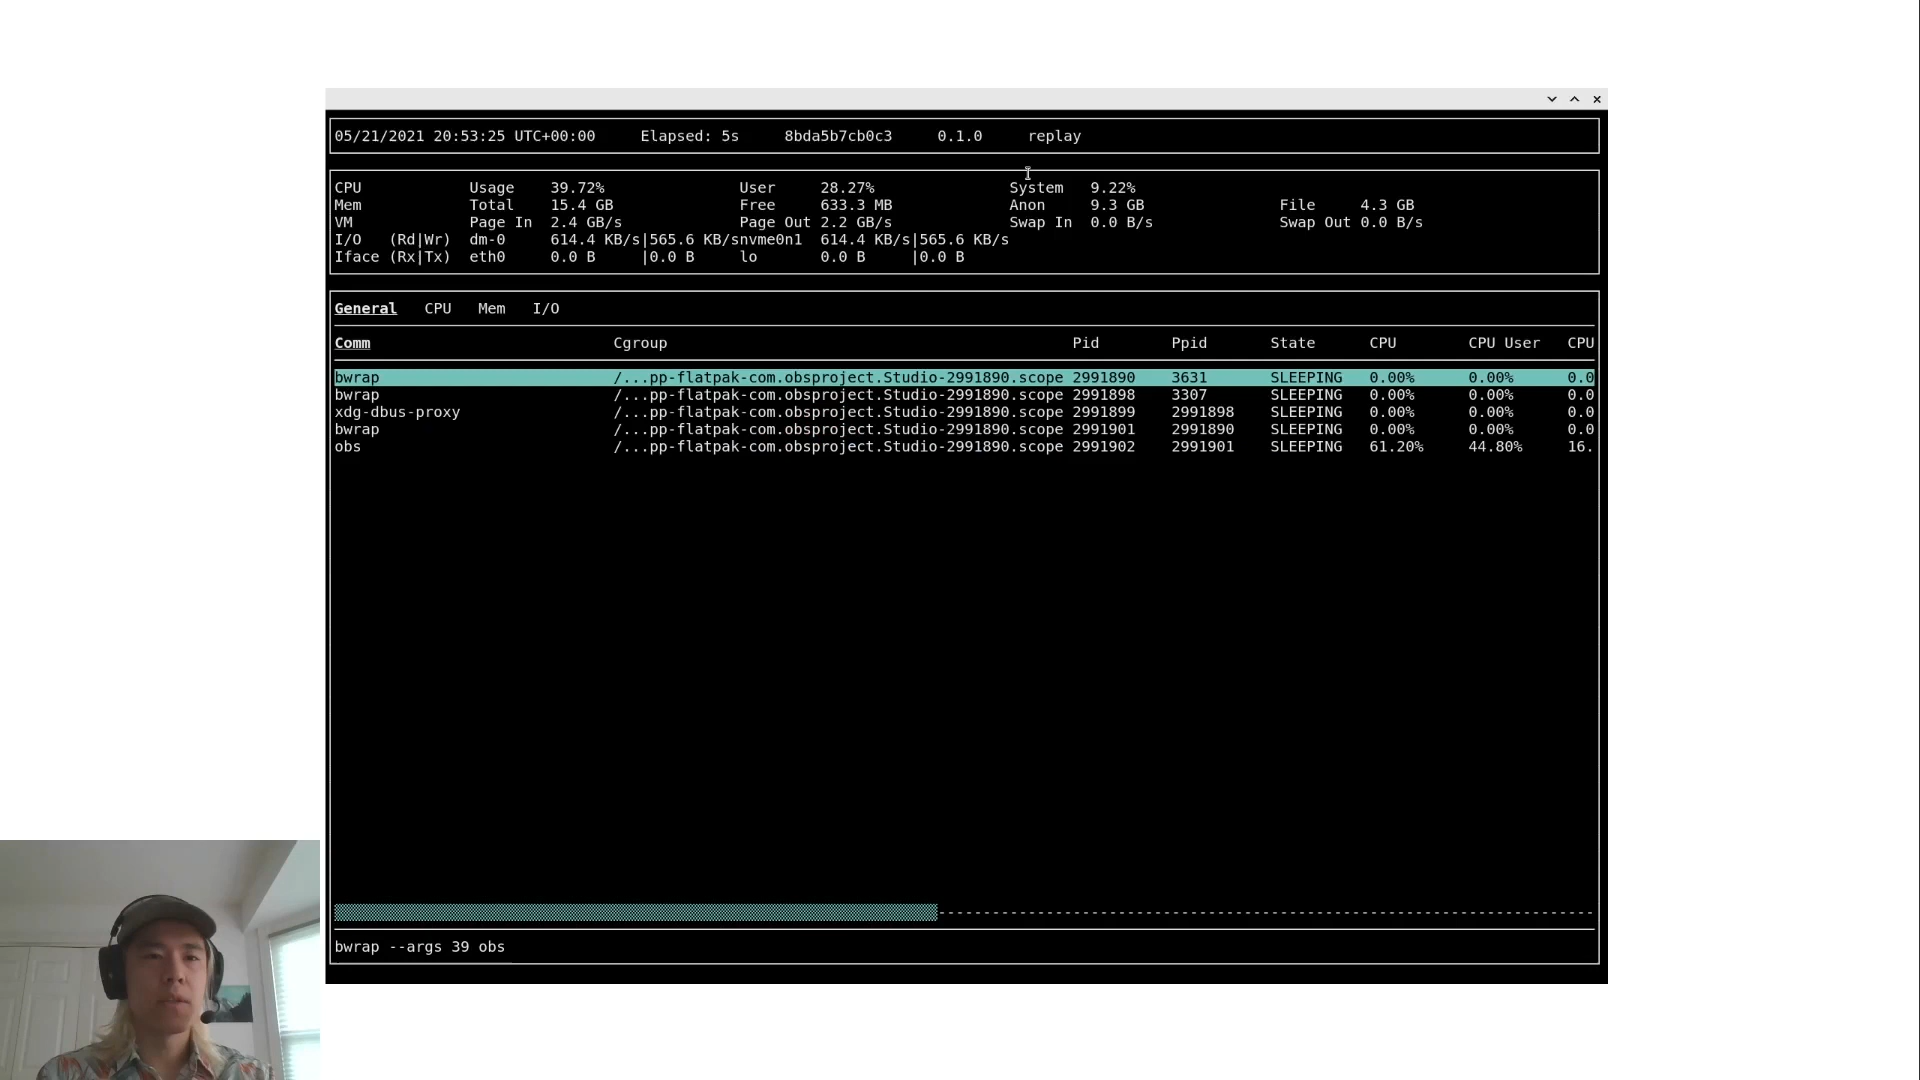 05/21/2021 20:53:25 UTC+00:00 Elapsed: 5s 8bda5b7cb0c3 0.1.0 replay
CPU Usage 39.72% User 28.27% System 9.22%
Mem Total 15.4 GB Free 633.3 MB Anon 9.3 GB File 4.3 GB
VM Page In 2.4 GB/s Page Out 2.2 GB/s Swap In 0.0 B/s Swap Out 0.0 B/s
I/O (Rd|Wr) dm-0 614.4 KB/s|565.6 KB/snvme0n1 614.4 KB/s|565.6 KB/s
Iface (Rx|Tx) eth0 0.0 B |0.0 B lo 0.0 B |0.0 B
General CPU Mem I/O
Comm Cgroup Pid Ppid State CPU CPU User CPU
bwrap /...pp-flatpak-com.obsproject.Studio-2991890.scope 2991890 3631 SLEEPING 0.00% 0.00% 0.0
bwrap /...pp-flatpak-com.obsproject.Studio-2991890.scope 2991898 3307 SLEEPING 0.00% 0.00% 0.0
xdg-dbus-proxy /...pp-flatpak-com.obsproject.Studio-2991890.scope 2991899 2991898 SLEEPING 0.00% 0.00% 0.0
bwrap /...pp-flatpak-com.obsproject.Studio-2991890.scope 2991901 2991890 SLEEPING 0.00% 0.00% 0.0
obs /...pp-flatpak-com.obsproject.Studio-2991890.scope 2991902 2991901 SLEEPING 61.20% 44.80% 16.
bwrap --args 39 obs